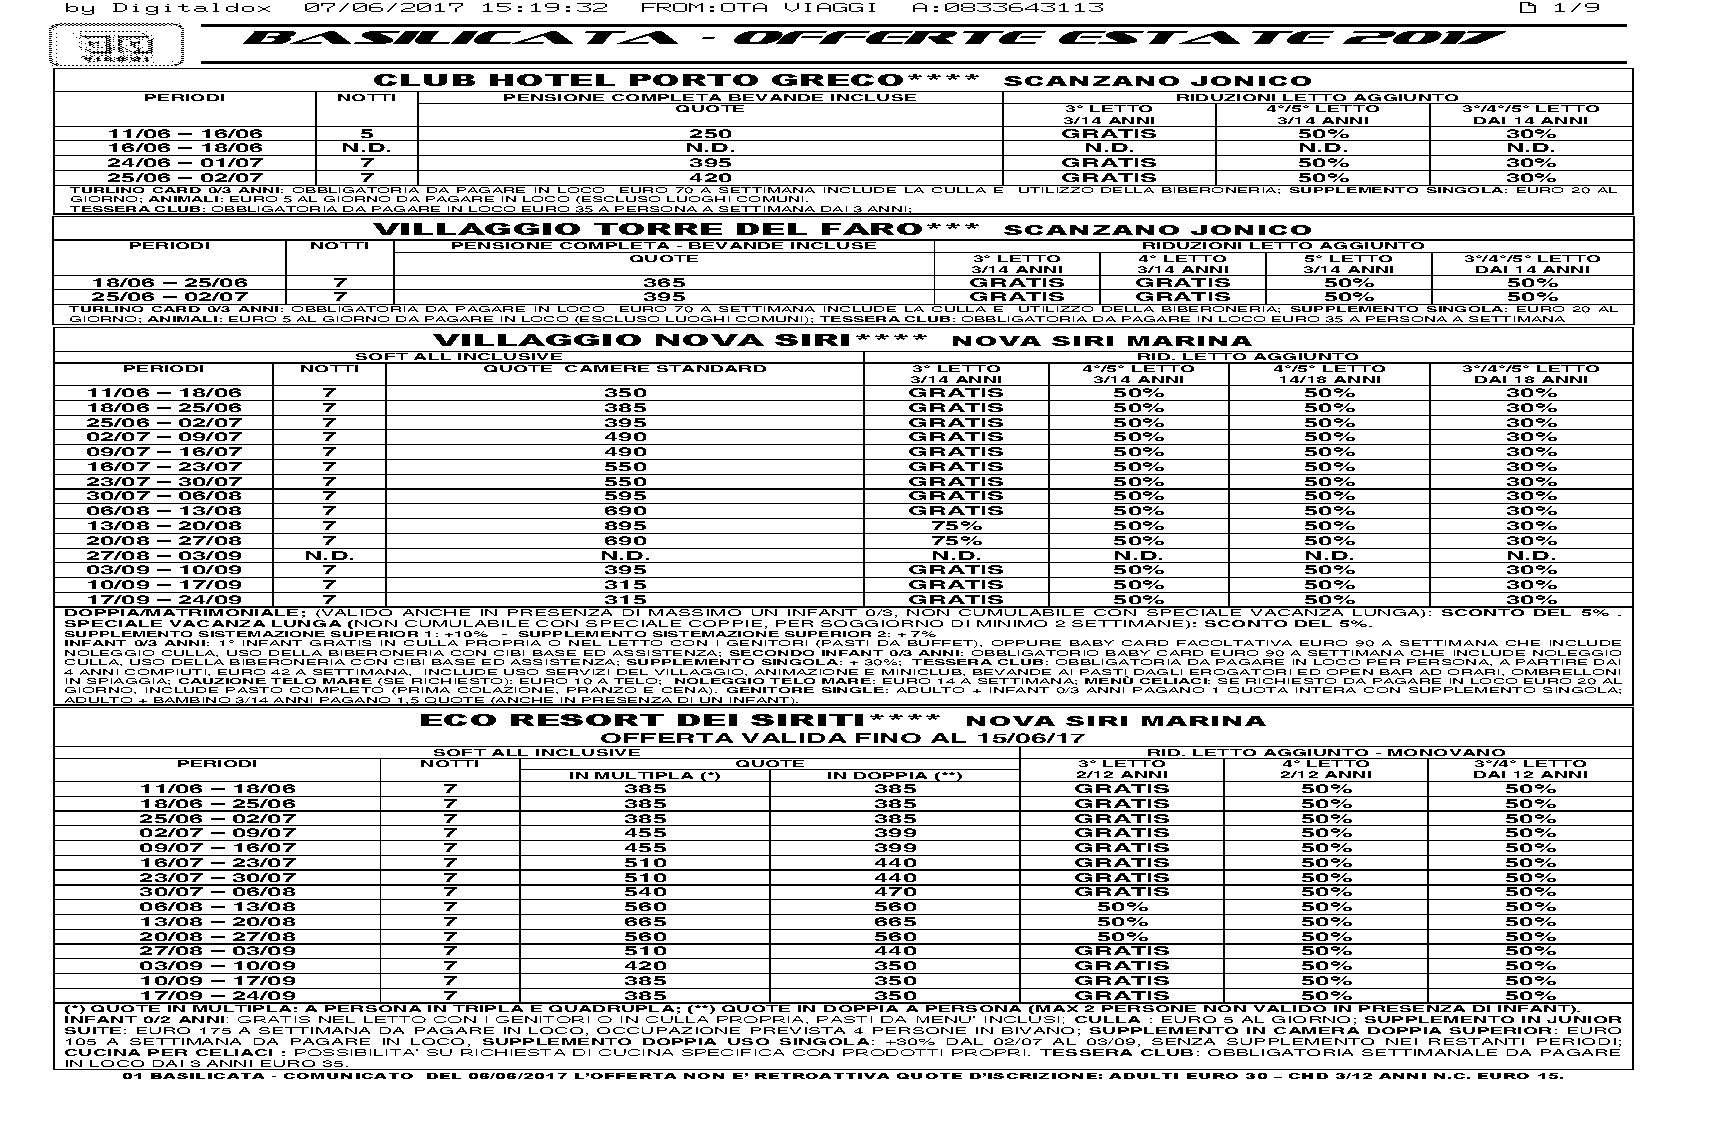 by Digitaldox 07/06/2017 15:19:32 FROM:OTA VIAGGI A:0833643113 1/9
BASILICATA - OFFERTE ESTATE 2017
CLUB HOTEL PORTO GRECO**** SCANZANO JONICO
PERIODI NOTTI PENSIONE COMPLETA BEVANDE INCLUSE RIDUZIONI LETTO AGGIUNTO
QUOTE 3° LETTO 4°/5° LETTO 3°/4°/5° LETTO
3/14 ANNI 3/14 ANNI DAI 14 ANNI
11/06 – 16/06 5 250 GRATIS 50% 30%
16/06 – 18/06 N.D. N.D. N.D. N.D. N.D.
24/06 – 01/07 7 395 GRATIS 50% 30%
25/06 – 02/07 7 420 GRATIS 50% 30%
TURLINO CARD 0/3 ANNI: OBBLIGATORIA DA PAGARE IN LOCO EURO 70 A SETTIMANA INCLUDE LA CULLA E UTILIZZO DELLA BIBERONERIA; SUPPLEMENTO SINGOLA: EURO 20 AL
GIORNO; ANIMALI: EURO 5 AL GIORNO DA PAGARE IN LOCO (ESCLUSO LUOGHI COMUNI.
TESSERA CLUB: OBBLIGATORIA DA PAGARE IN LOCO EURO 35 A PERSONA A SETTIMANA DAI 3 ANNI;
VILLAGGIO TORRE DEL FARO*** SCANZANO JONICO
PERIODI NOTTI PENSIONE COMPLETA - BEVANDE INCLUSE RIDUZIONI LETTO AGGIUNTO
QUOTE 3° LETTO 4° LETTO 5° LETTO 3°/4°/5° LETTO
3/14 ANNI 3/14 ANNI 3/14 ANNI DAI 14 ANNI
18/06 – 25/06 7 365 GRATIS GRATIS 50% 50%
25/06 – 02/07 7 395 GRATIS GRATIS 50% 50%
TURLINO CARD 0/3 ANNI: OBBLIGATORIA DA PAGARE IN LOCO EURO 70 A SETTIMANA INCLUDE LA CULLA E UTILIZZO DELLA BIBERONERIA; SUPPLEMENTO SINGOLA: EURO 20 AL
GIORNO; ANIMALI: EURO 5 AL GIORNO DA PAGARE IN LOCO (ESCLUSO LUOGHI COMUNI); TESSERA CLUB: OBBLIGATORIA DA PAGARE IN LOCO EURO 35 A PERSONA A SETTIMANA
VILLAGGIO NOVA SIRI**** NOVA SIRI MARINA
SOFT ALL INCLUSIVE RID. LETTO AGGIUNTO
PERIODI NOTTI QUOTE CAMERE STANDARD 3° LETTO 4°/5° LETTO 4°/5° LETTO 3°/4°/5° LETTO
3/14 ANNI 3/14 ANNI 14/18 ANNI DAI 18 ANNI
11/06 – 18/06 7 350 GRATIS 50% 50% 30%
18/06 – 25/06 7 385 GRATIS 50% 50% 30%
25/06 – 02/07 7 395 GRATIS 50% 50% 30%
02/07 – 09/07 7 490 GRATIS 50% 50% 30%
09/07 – 16/07 7 490 GRATIS 50% 50% 30%
16/07 – 23/07 7 550 GRATIS 50% 50% 30%
23/07 – 30/07 7 550 GRATIS 50% 50% 30%
30/07 – 06/08 7 595 GRATIS 50% 50% 30%
06/08 – 13/08 7 690 GRATIS 50% 50% 30%
13/08 – 20/08 7 895 75% 50% 50% 30%
20/08 – 27/08 7 690 75% 50% 50% 30%
27/08 – 03/09 N.D. N.D. N.D. N.D. N.D. N.D.
03/09 – 10/09 7 395 GRATIS 50% 50% 30%
10/09 – 17/09 7 315 GRATIS 50% 50% 30%
17/09 – 24/09 7 315 GRATIS 50% 50% 30%
DOPPIA/MATRIMONIALE; (VALIDO ANCHE IN PRESENZA DI MASSIMO UN INFANT 0/3, NON CUMULABILE CON SPECIALE VACANZA LUNGA): SCONTO DEL 5% .
SPECIALE VACANZA LUNGA (NON CUMULABILE CON SPECIALE COPPIE, PER SOGGIORNO DI MINIMO 2 SETTIMANE): SCONTO DEL 5%.
SUPPLEMENTO SISTEMAZIONE SUPERIOR 1: +10% - SUPPLEMENTO SISTEMAZIONE SUPERIOR 2: +7%
INFANT 0/3 ANNI: 1° INFANT GRATIS IN CULLA PROPRIA O NEL LETTO CON I GENITORI (PASTI DA BUFFET), OPPURE BABY CARD FACOLTATIVA EURO 90 A SETTIMANA CHE INCLUDE
NOLEGGIO CULLA, USO DELLA BIBERONERIA CON CIBI BASE ED ASSISTENZA; SECONDO INFANT 0/3 ANNI: OBBLIGATORIO BABY CARD EURO 90 A SETTIMANA CHE INCLUDE NOLEGGIO
CULLA, USO DELLA BIBERONERIA CON CIBI BASE ED ASSISTENZA; SUPPLEMENTO SINGOLA: + 30%; TESSERA CLUB: OBBLIGATORIA DA PAGARE IN LOCO PER PERSONA, A PARTIRE DAI
4 ANNI COMPIUTI, EURO 42 A SETTIMANA, INCLUDE USO SERVIZI DEL VILLAGGIO, ANIMAZIONE E MINICLUB, BEVANDE AI PASTI DAGLI EROGATORI ED OPEN BAR AD ORARI, OMBRELLONI
IN SPIAGGIA; CAUZIONE TELO MARE (SE RICHIESTO): EURO 10 A TELO; NOLEGGIO TELO MARE: EURO 14 A SETTIMANA; MENÙ CELIACI: SE RICHIESTO DA PAGARE IN LOCO EURO 20 AL
GIORNO, INCLUDE PASTO COMPLETO (PRIMA COLAZIONE, PRANZO E CENA). GENITORE SINGLE: ADULTO + INFANT 0/3 ANNI PAGANO 1 QUOTA INTERA CON SUPPLEMENTO SINGOLA;
ADULTO + BAMBINO 3/14 ANNI PAGANO 1,5 QUOTE (ANCHE IN PRESENZA DI UN INFANT).
ECO RESORT DEI SIRITI**** NOVA SIRI MARINA
OFFERTA VALIDA FINO AL 15/06/17
SOFT ALL INCLUSIVE RID. LETTO AGGIUNTO - MONOVANO
PERIODI NOTTI QUOTE 3° LETTO 4° LETTO 3°/4° LETTO
IN MULTIPLA (*) IN DOPPIA (**) 2/12 ANNI 2/12 ANNI DAI 12 ANNI
11/06 – 18/06 7 385 385 GRATIS 50% 50%
18/06 – 25/06 7 385 385 GRATIS 50% 50%
25/06 – 02/07 7 385 385 GRATIS 50% 50%
02/07 – 09/07 7 455 399 GRATIS 50% 50%
09/07 – 16/07 7 455 399 GRATIS 50% 50%
16/07 – 23/07 7 510 440 GRATIS 50% 50%
23/07 – 30/07 7 510 440 GRATIS 50% 50%
30/07 – 06/08 7 540 470 GRATIS 50% 50%
06/08 – 13/08 7 560 560 50% 50% 50%
13/08 – 20/08 7 665 665 50% 50% 50%
20/08 – 27/08 7 560 560 50% 50% 50%
27/08 – 03/09 7 510 440 GRATIS 50% 50%
03/09 – 10/09 7 420 350 GRATIS 50% 50%
10/09 – 17/09 7 385 350 GRATIS 50% 50%
17/09 – 24/09 7 385 350 GRATIS 50% 50%
(*) QUOTE IN MULTIPLA: A PERSONA IN TRIPLA E QUADRUPLA; (**) QUOTE IN DOPPIA A PERSONA (MAX 2 PERSONE NON VALIDO IN PRESENZA DI INFANT).
INFANT 0/2 ANNI: GRATIS NEL LETTO CON I GENITORI O IN CULLA PROPRIA, PASTI DA MENU' INCLUSI; CULLA : EURO 5 AL GIORNO; SUPPLEMENTO IN JUNIOR
SUITE: EURO 175 A SETTIMANA DA PAGARE IN LOCO, OCCUPAZIONE PREVISTA 4 PERSONE IN BIVANO; SUPPLEMENTO IN CAMERA DOPPIA SUPERIOR: EURO
105 A SETTIMANA DA PAGARE IN LOCO, SUPPLEMENTO DOPPIA USO SINGOLA: +30% DAL 02/07 AL 03/09, SENZA SUPPLEMENTO NEI RESTANTI PERIODI;
CUCINA PER CELIACI : POSSIBILITA' SU RICHIESTA DI CUCINA SPECIFICA CON PRODOTTI PROPRI. TESSERA CLUB: OBBLIGATORIA SETTIMANALE DA PAGARE
IN LOCO DAI 3 ANNI EURO 35.
01 BASILICATA - COMUNICATO DEL 06/06/2017 L'OFFERTA NON E' RETROATTIVA QUOTE D'ISCRIZIONE: ADULTI EURO 30 – CHD 3/12 ANNI N.C. EURO 15.